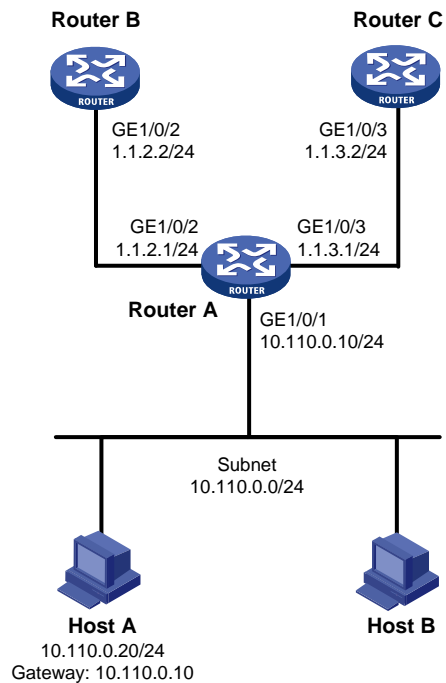 Router B
Router C
ROUTER
ROUTER
GE1/0/2
1.1.2.2/24
GE1/0/3
1.1.3.2/24
GE1/0/2
1.1.2.1/24
GE1/0/3
1.1.3.1/24
ROUTER
Router A
GE1/0/1
10.110.0.10/24
Subnet
10.110.0.0/24
Host A
10.110.0.20/24
Gateway: 10.110.0.10
Host B